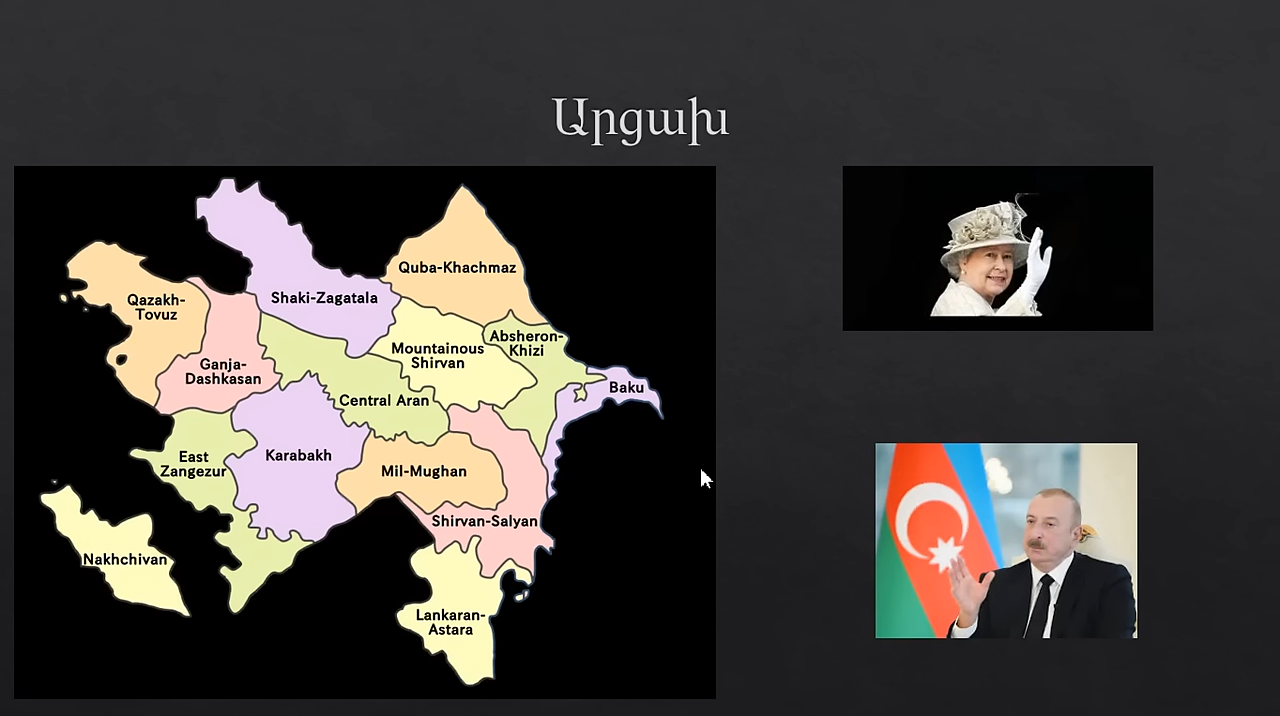 Արցախ
Quba-Khachmaz
Qazakh-
Tovuz
Shaki-Zagatala
Absheron-
Khizi
Mountainous
Shirvan
Ganja-
Dashkasan
Baku
Central Aran
East
Zangezur
Karabakh
Mil-Mughan
Shirvan-Salyan
Nakhchivan
Lankaran-
Astara